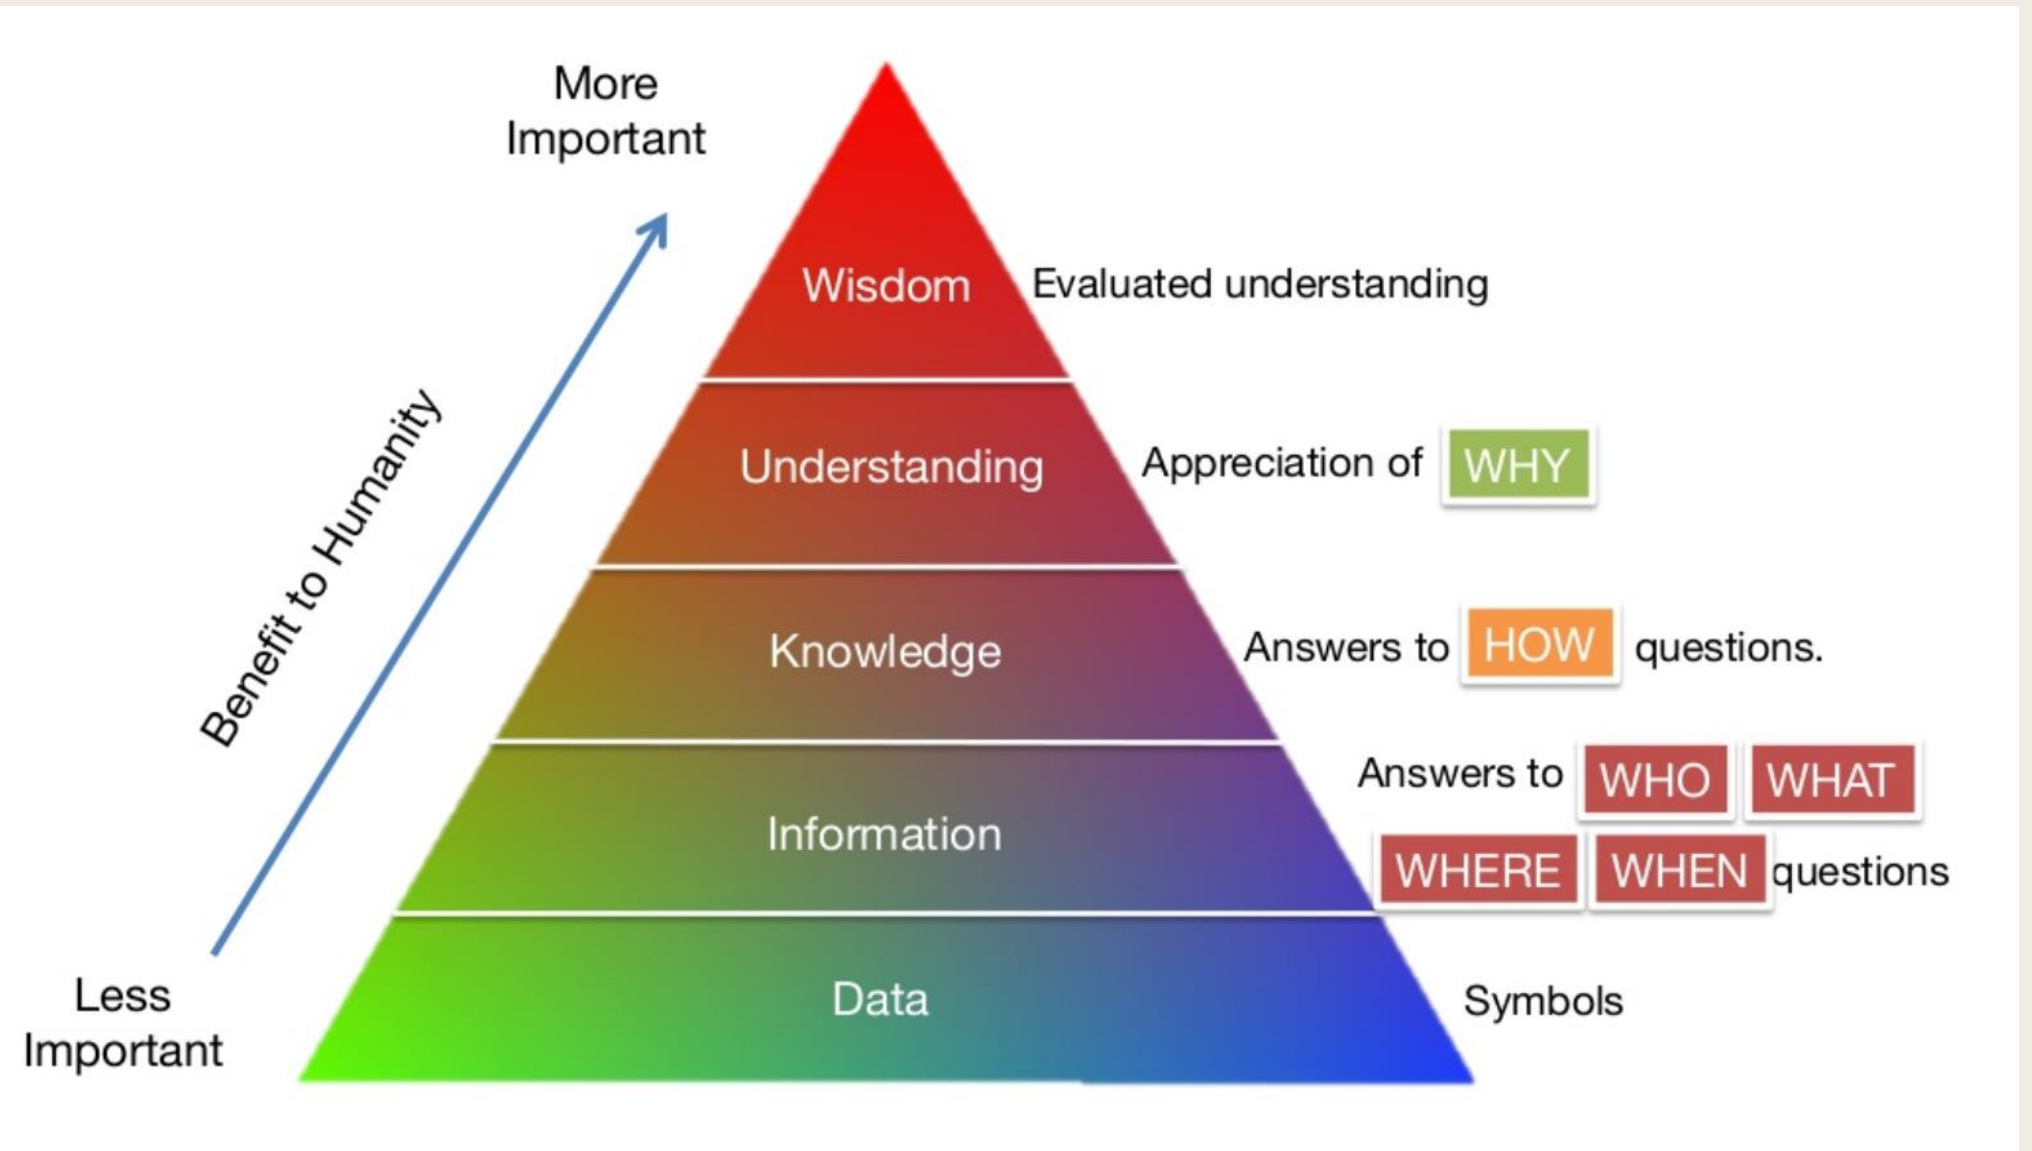 More
Important
Wisdom Evaluated understanding
Understanding Appreciation of WHY
Benefit to Humanity
Knowledge Answers to HOW questions.
Answers to WHO WHAT
Information
WHERE WHEN questions
Less
Important
Data Symbols